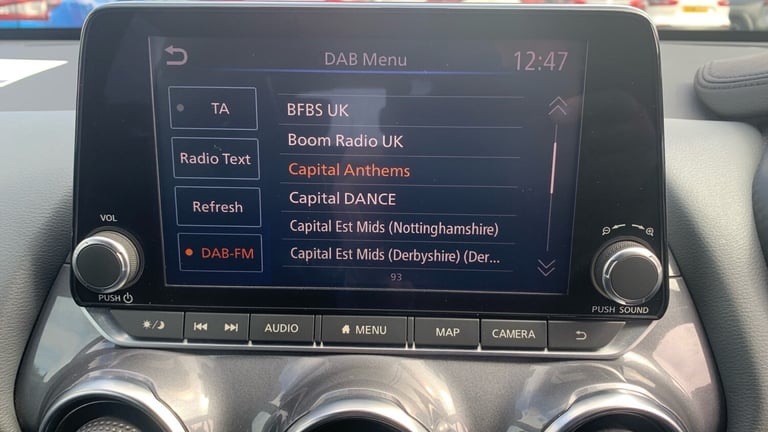 DAB Menu
12:47
TA
Radio Text
Refresh
DAB-FM
BFBS UK
Boom Radio UK
Capital Anthems
Capital DANCE
Capital Est Mids (Nottinghamshire)
Capital Est Mids (Derbyshire) (Der...
93
VOL
PUSH
PUSH SOUND
AUDIO
MENU
MAP
CAMERA